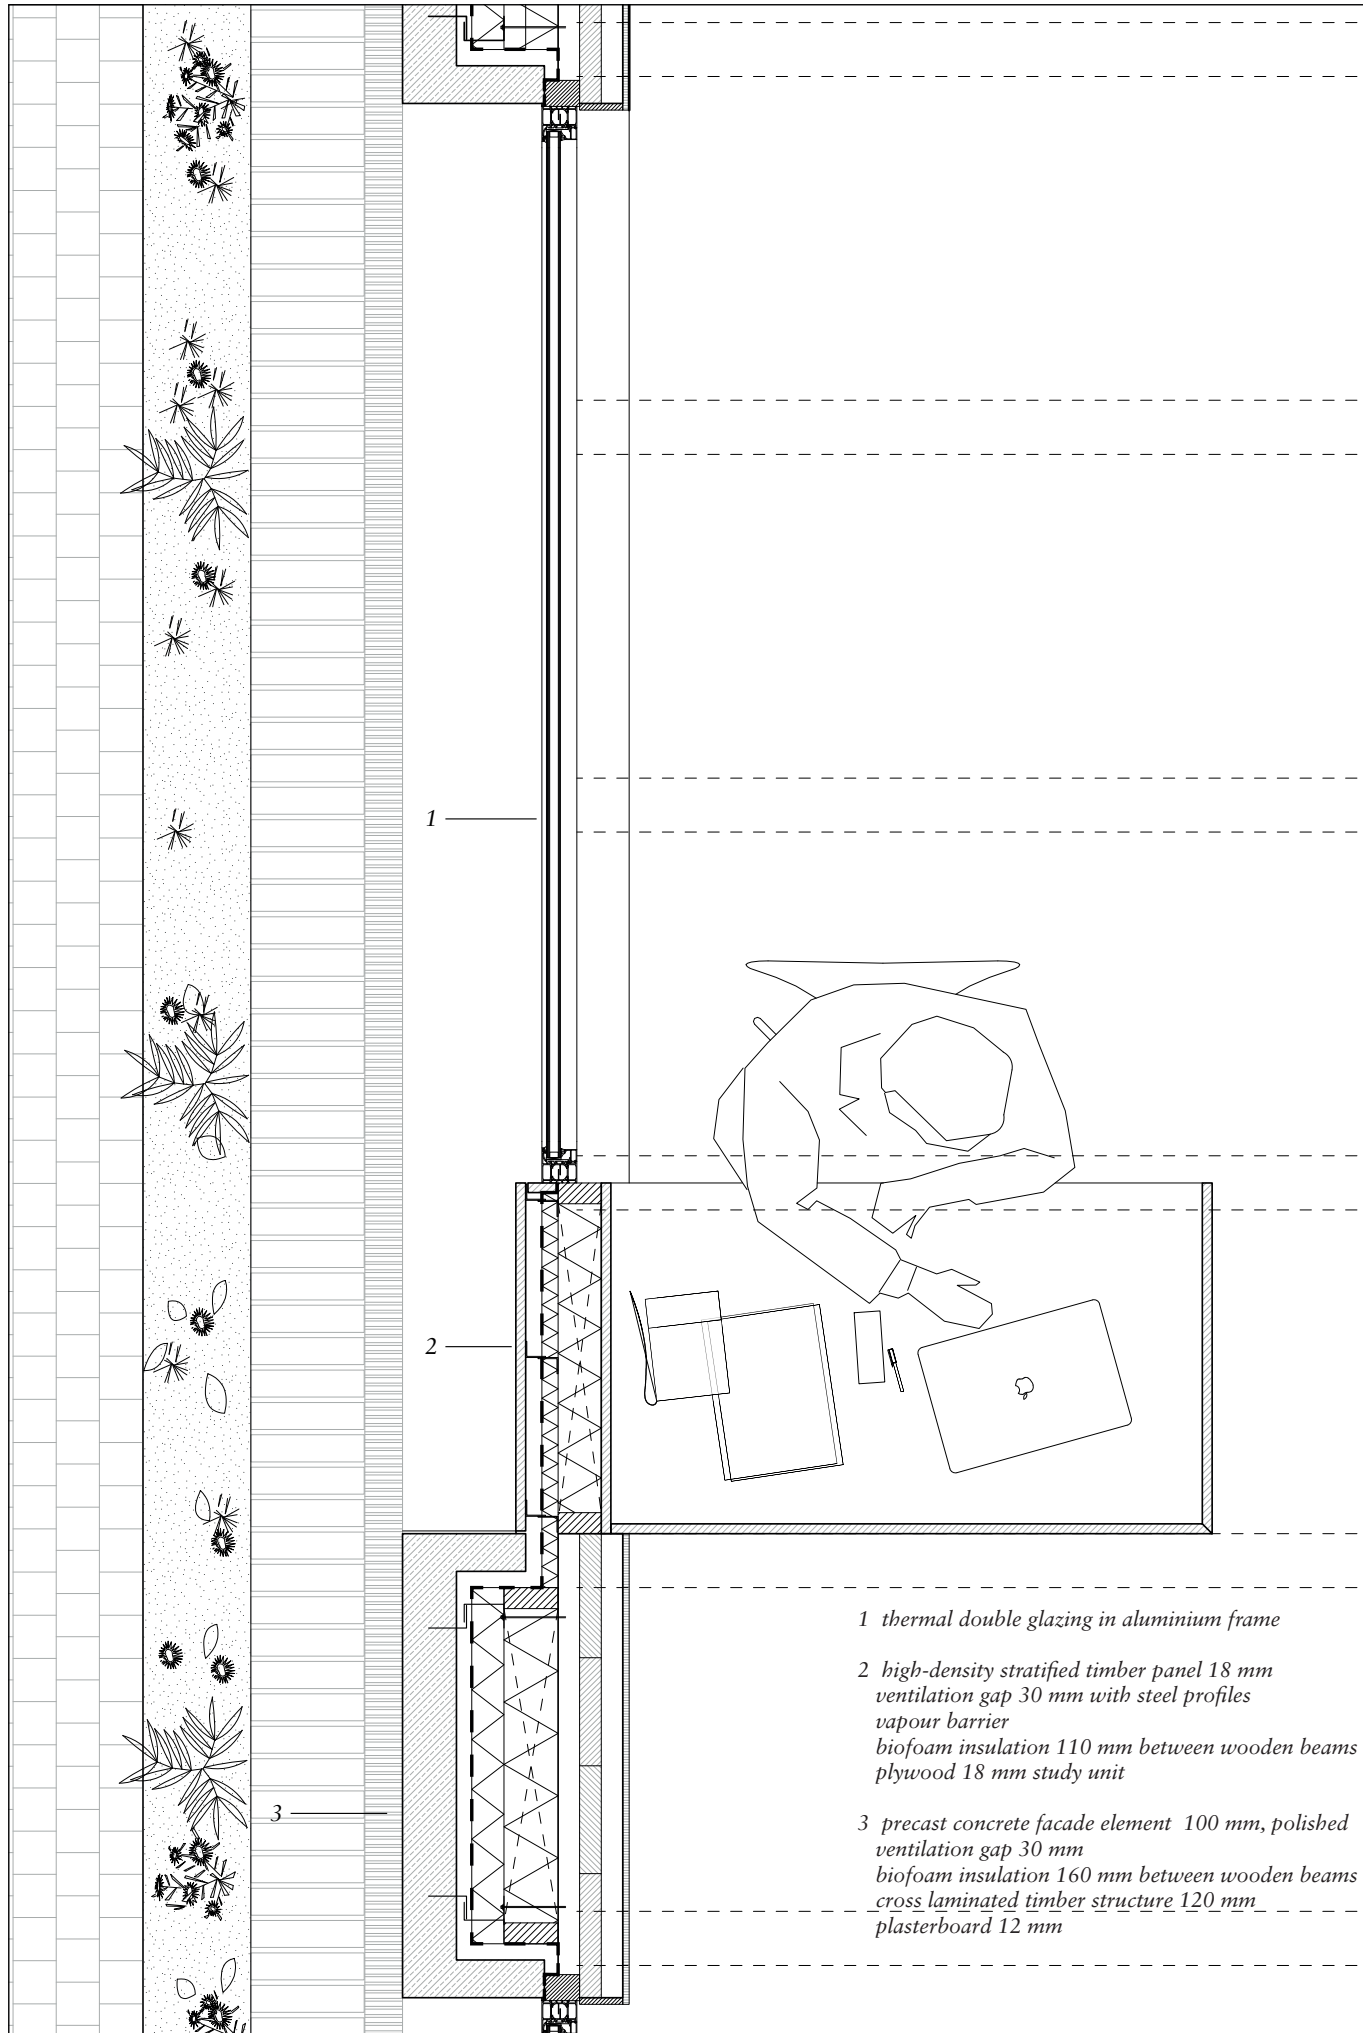 1
2
3
1 thermal double glazing in aluminium frame
2 high-density stratified timber panel 18 mm
ventilation gap 30 mm with steel profiles
vapour barrier
biofoam insulation 110 mm between wooden beams
plywood 18 mm study unit
3 precast concrete facade element 100 mm, polished
ventilation gap 30 mm
biofoam insulation 160 mm between wooden beams
cross laminated timber structure 120 mm
plasterboard 12 mm